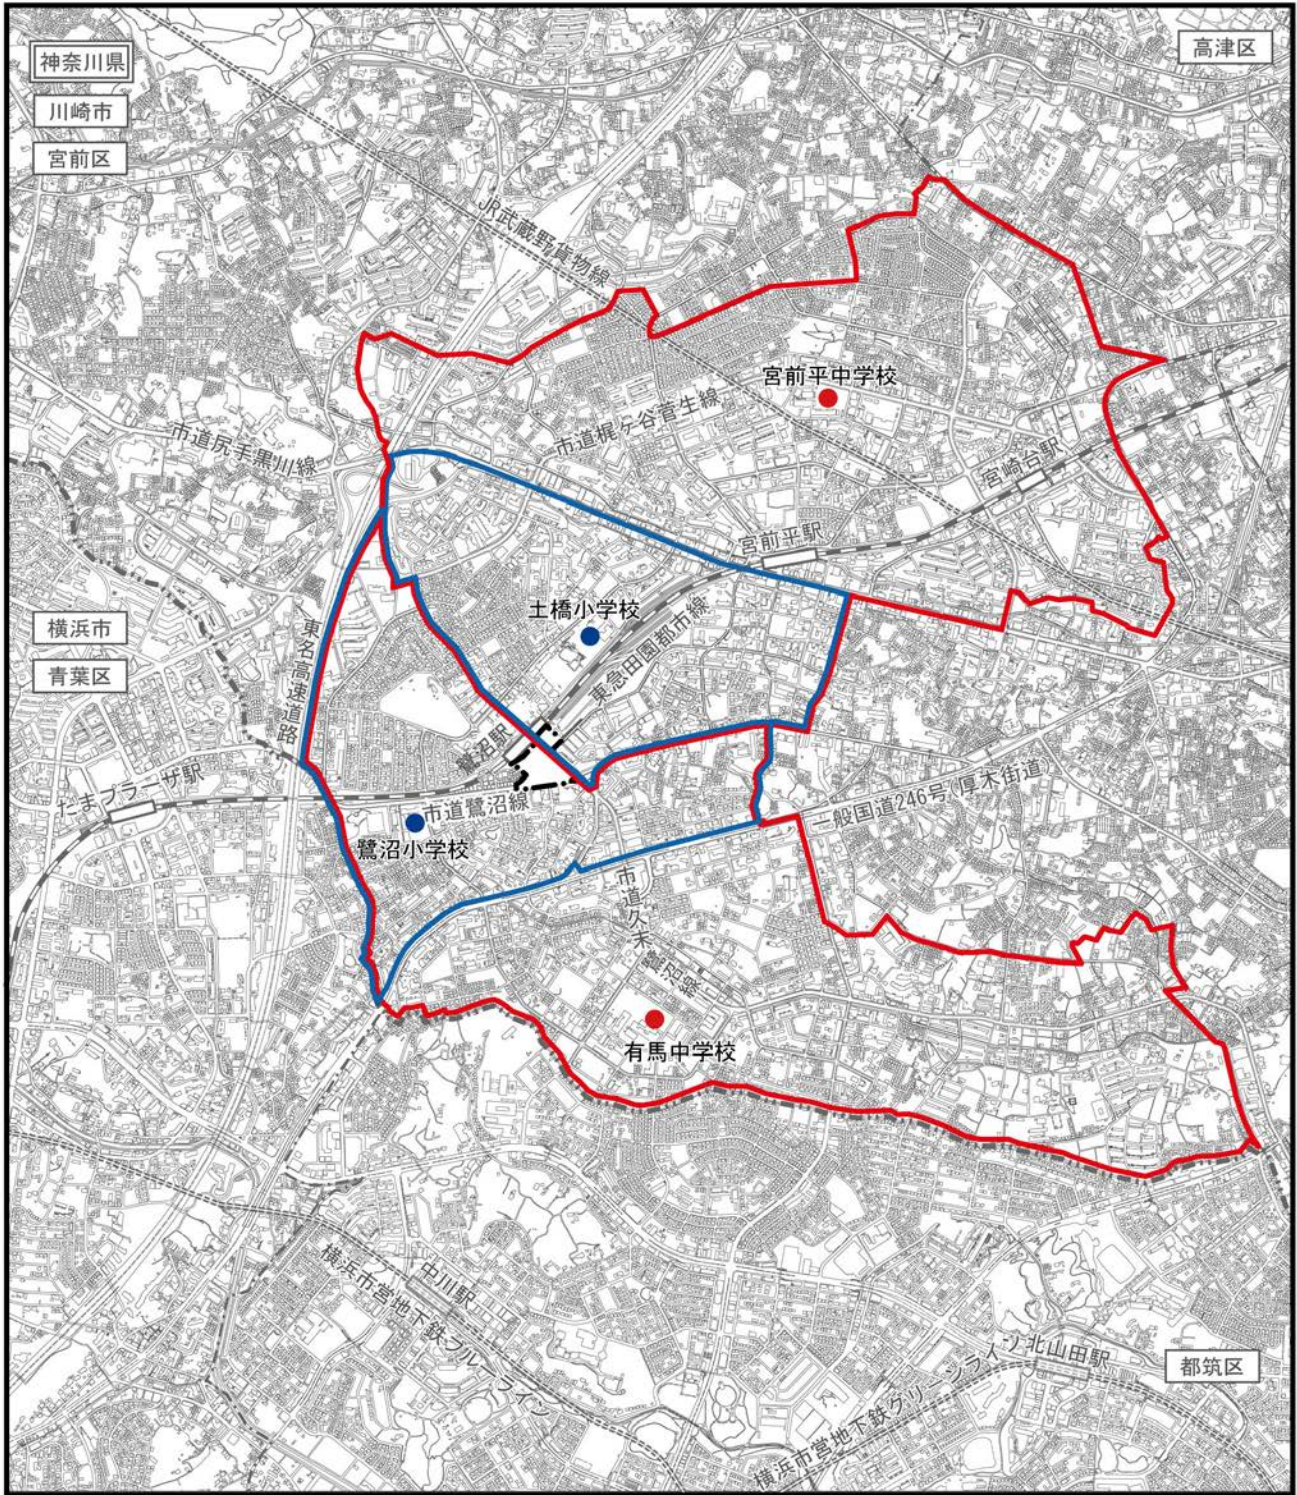 神奈川県
高津区
川崎市
宮前区
JR武蔵野貨物線
宮前平中学校
市道梶ヶ谷菅生線
市道尻手黒川線
宮崎台駅
宮前平駅
土橋小学校
横浜市
東急田園都市線
東名高速道路
青葉区
鷺沼駅
たまプラーザ駅
市道鷺沼線
一般国道246号(厚木街道)
鷺沼小学校
市道久末鷺沼線
有馬中学校
中川駅
横浜市営地下鉄ブルーライン
北山田駅
都筑区
横浜市営地下鉄グリーンライン